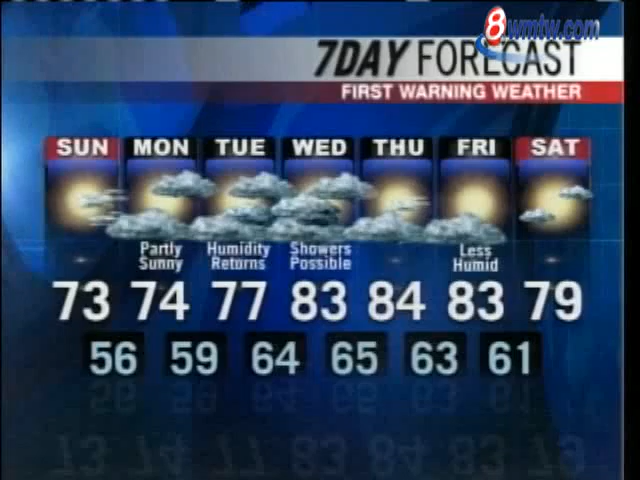 8 wmtw.com
7DAY FORECAST
FIRST WARNING WEATHER
SUN MON TUE WED THU FRI SAT
Partly Sunny
Humidity Returns
Showers Possible
Less Humid
73 74 77 83 84 83 79
56 59 64 65 63 61